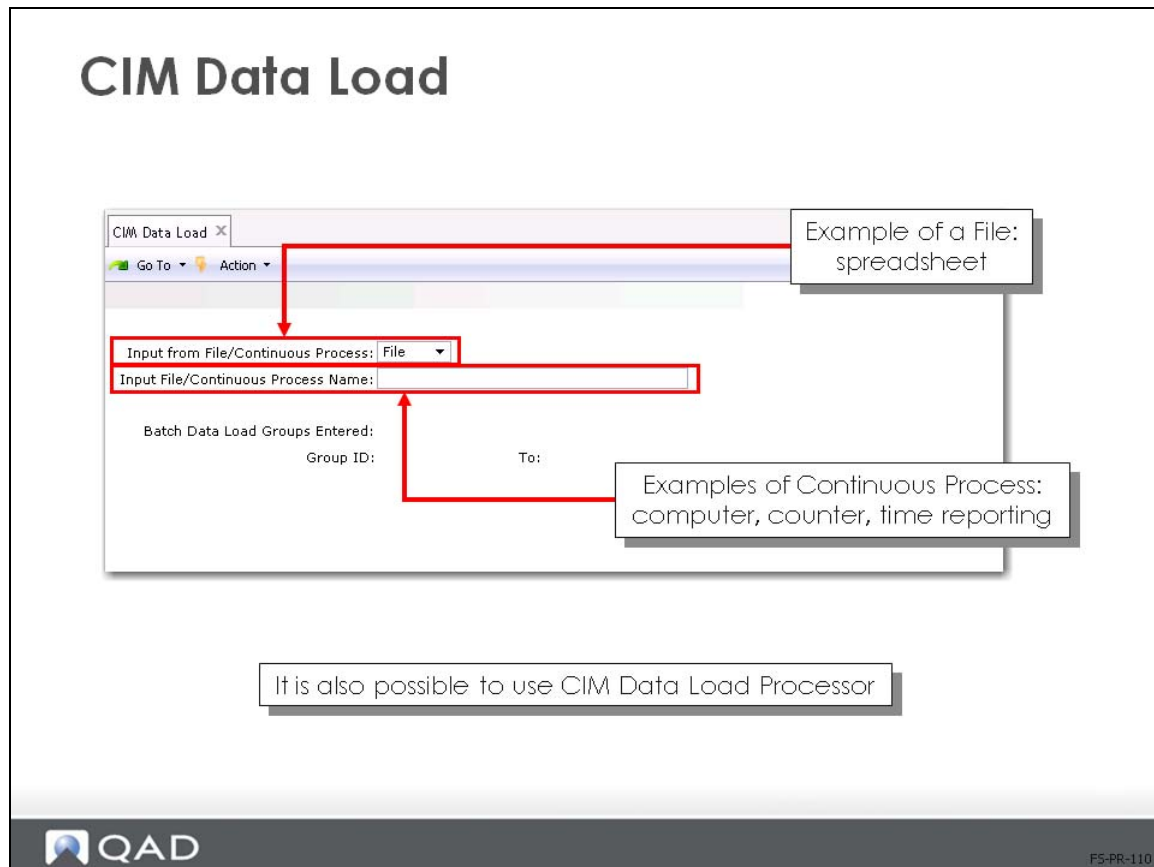 CIM Data Load
CIM Data Load
Example of a File:
spreadsheet
Go To Action
Input from File/Continuous Process: File
Input File/Continuous Process Name:
Batch Data Load Groups Entered:
Group ID: To:
Examples of Continuous Process:
computer, counter, time reporting
It is also possible to use CIM Data Load Processor
QAD
FS-PR-110